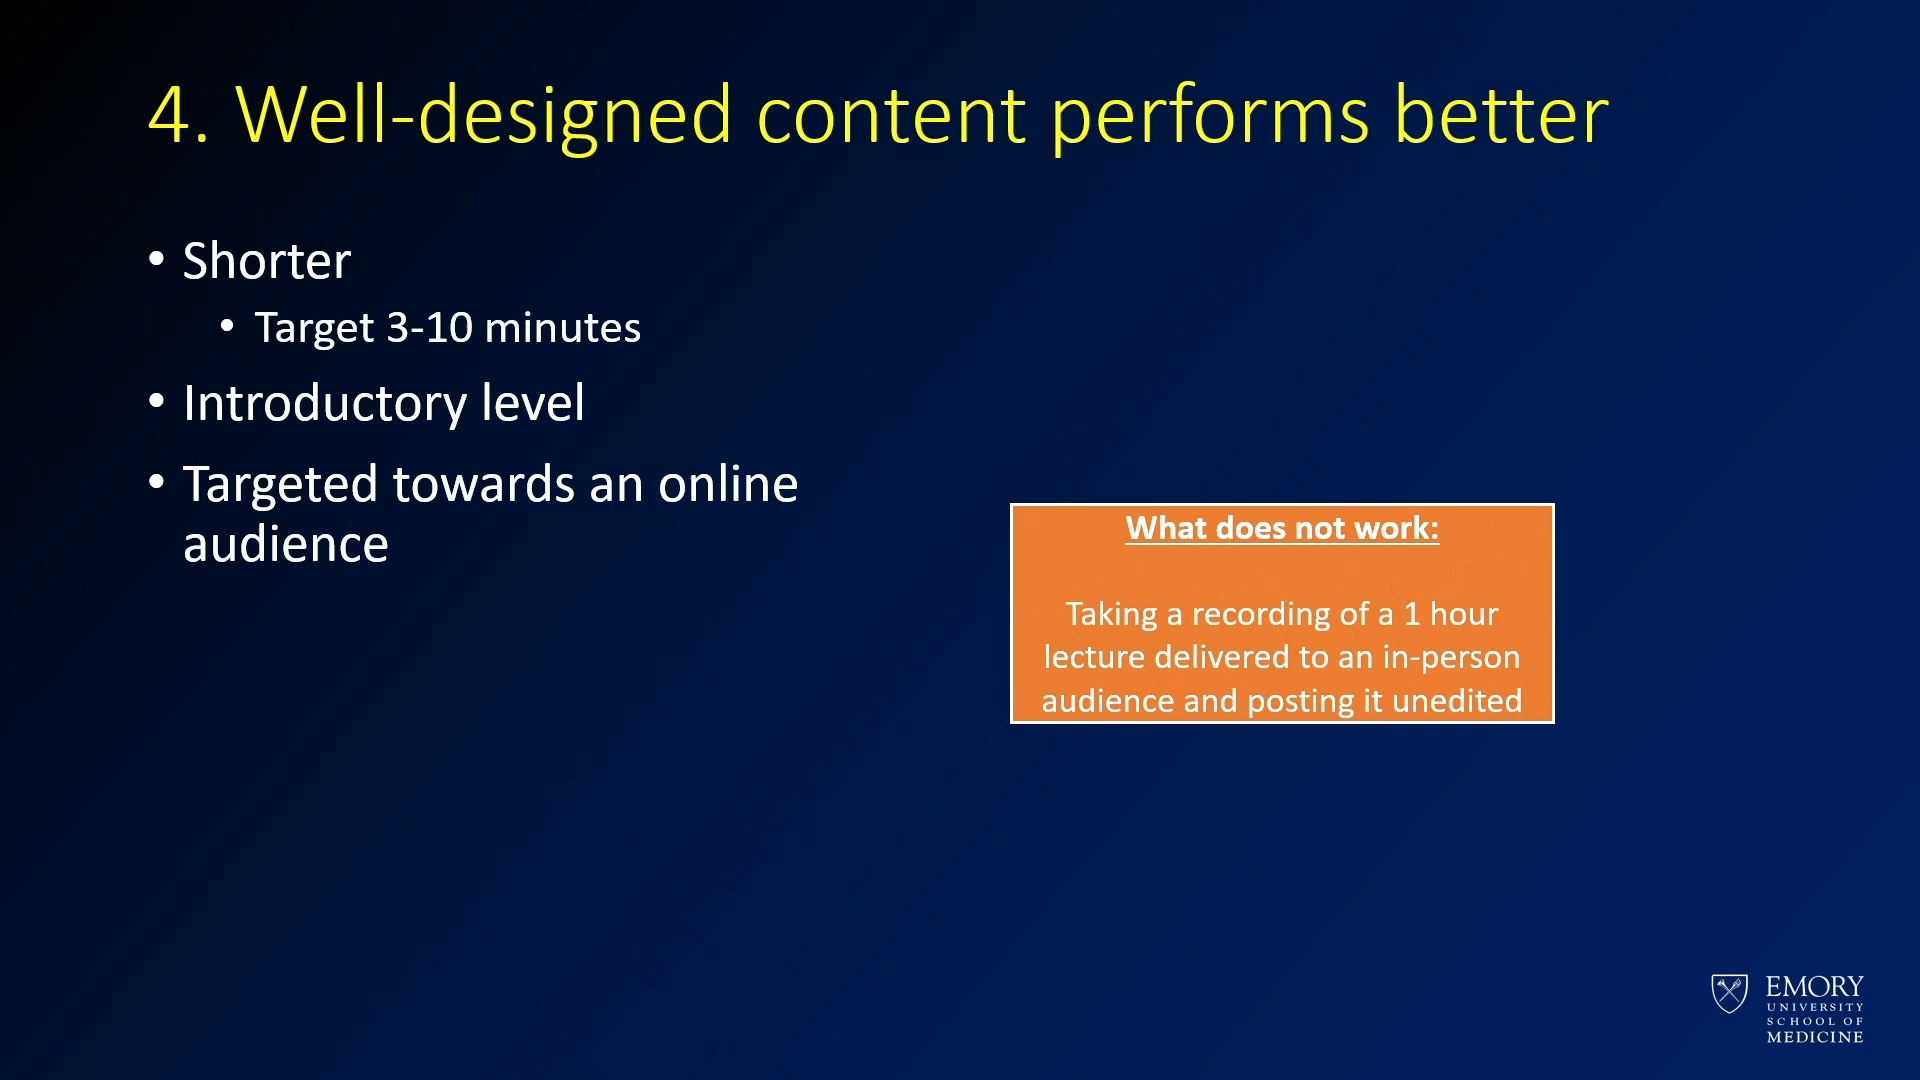 4. Well-designed content performs better
• Shorter
• Target 3-10 minutes
• Introductory level
• Targeted towards an online
audience
What does not work:
Taking a recording of a 1 hour
lecture delivered to an in-person
audience and posting it unedited
EMORY
UNIVERSITY
SCHOOL OF
MEDICINE